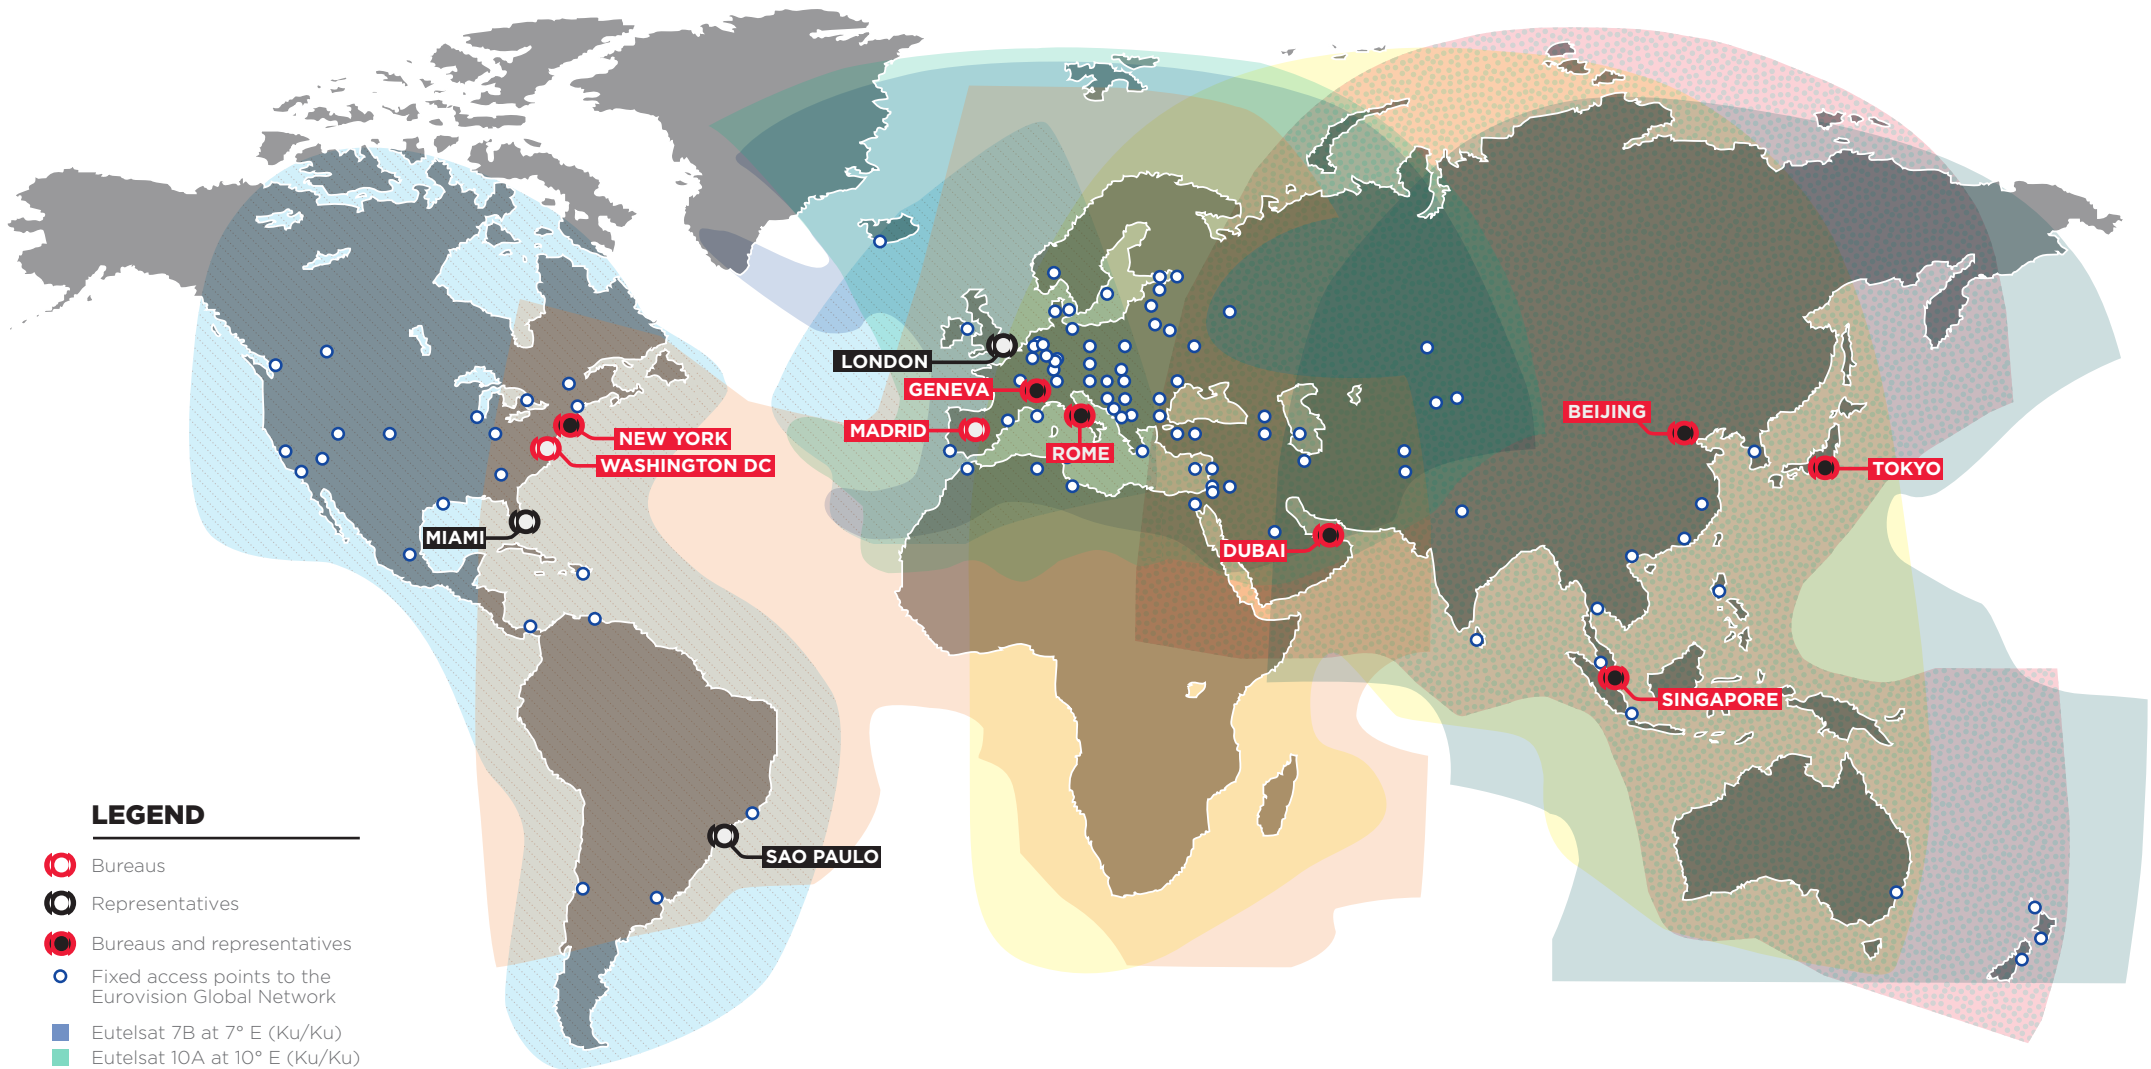 LONDON
GENEVA
MADRID
ROME
NEW YORK
WASHINGTON DC
MIAMI
BEIJING
TOKYO
DUBAI
SINGAPORE
SAO PAULO
LEGEND
Bureaus
Representatives
Bureaus and representatives
Fixed access points to the
Eurovision Global Network
Eutelsat 7B at 7° E (Ku/Ku)
Eutelsat 10A at 10° E (Ku/Ku)